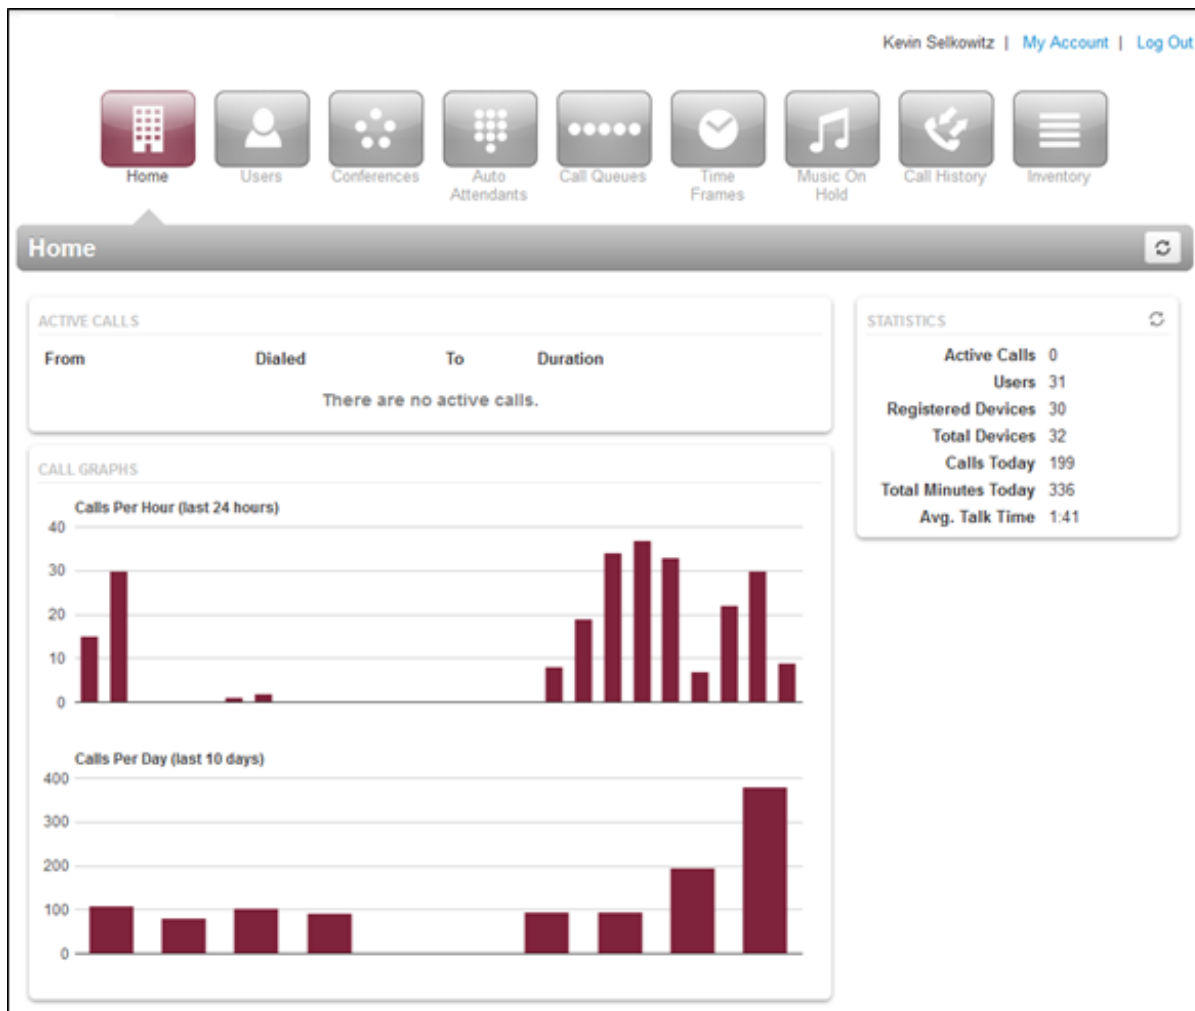 Kevin Selkowitz | My Account | Log Out
Home
Users
Conferences
Auto
Attendants
Call Queues
Time
Frames
Music On
Hold
Call History
Inventory
Home
ACTIVE CALLS
From Dialed To Duration
There are no active calls.
STATISTICS
Active Calls 0
Users 31
Registered Devices 30
Total Devices 32
Calls Today 199
Total Minutes Today 336
Avg. Talk Time 1:41
CALL GRAPHS
Calls Per Hour (last 24 hours)
40
30
20
10
0
Calls Per Day (last 10 days)
400
300
200
100
0